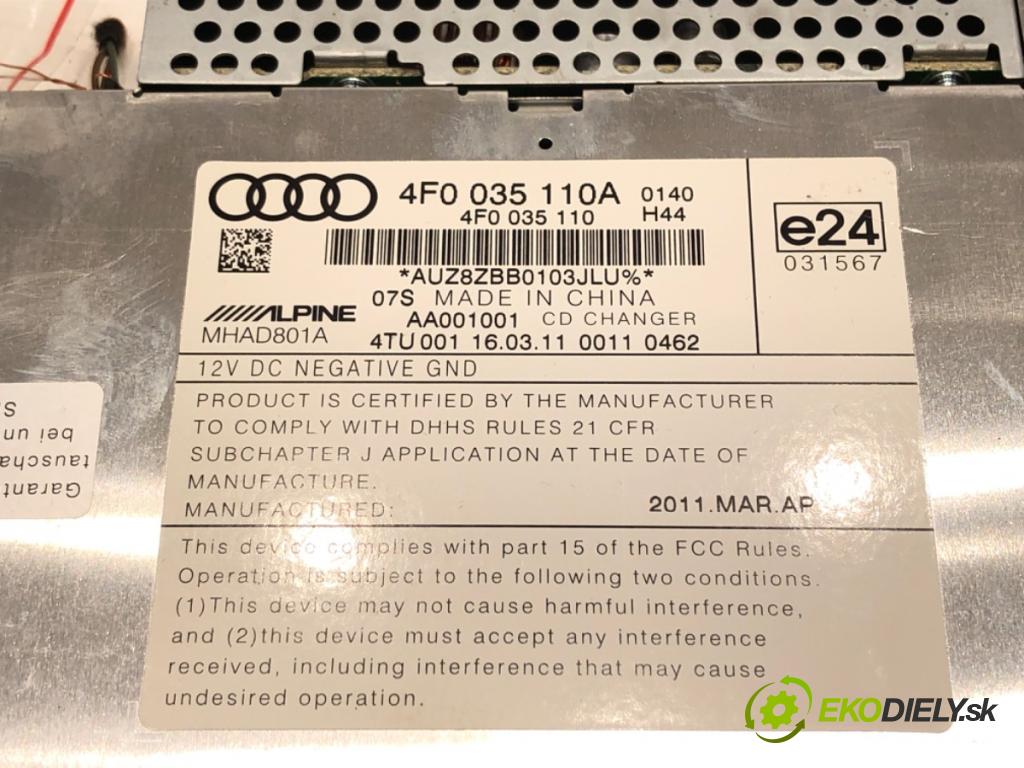 4F0 035 110A 0140
4F0 035 110 H44
*AUZ8ZBB0103JLU%*
07S MADE IN CHINA
ALPINE AA001001 CD CHANGER
MHAD801A 4TU 001 16.03.11 0011 0462
e24
031567
12V DC NEGATIVE GND
PRODUCT IS CERTIFIED BY THE MANUFACTURER
TO COMPLY WITH DHHS RULES 21 CFR
SUBCHAPTER J APPLICATION AT THE DATE OF
MANUFACTURE.
MANUFACTURED: 2011.MAR.AP
This device complies with part 15 of the FCC Rules.
Operation is subject to the following two conditions.
(1)This device may not cause harmful interference,
and (2)this device must accept any interference
received, including interference that may cause
undesired operation.
Garant
tauscha
bei un
EKODIELY.sk